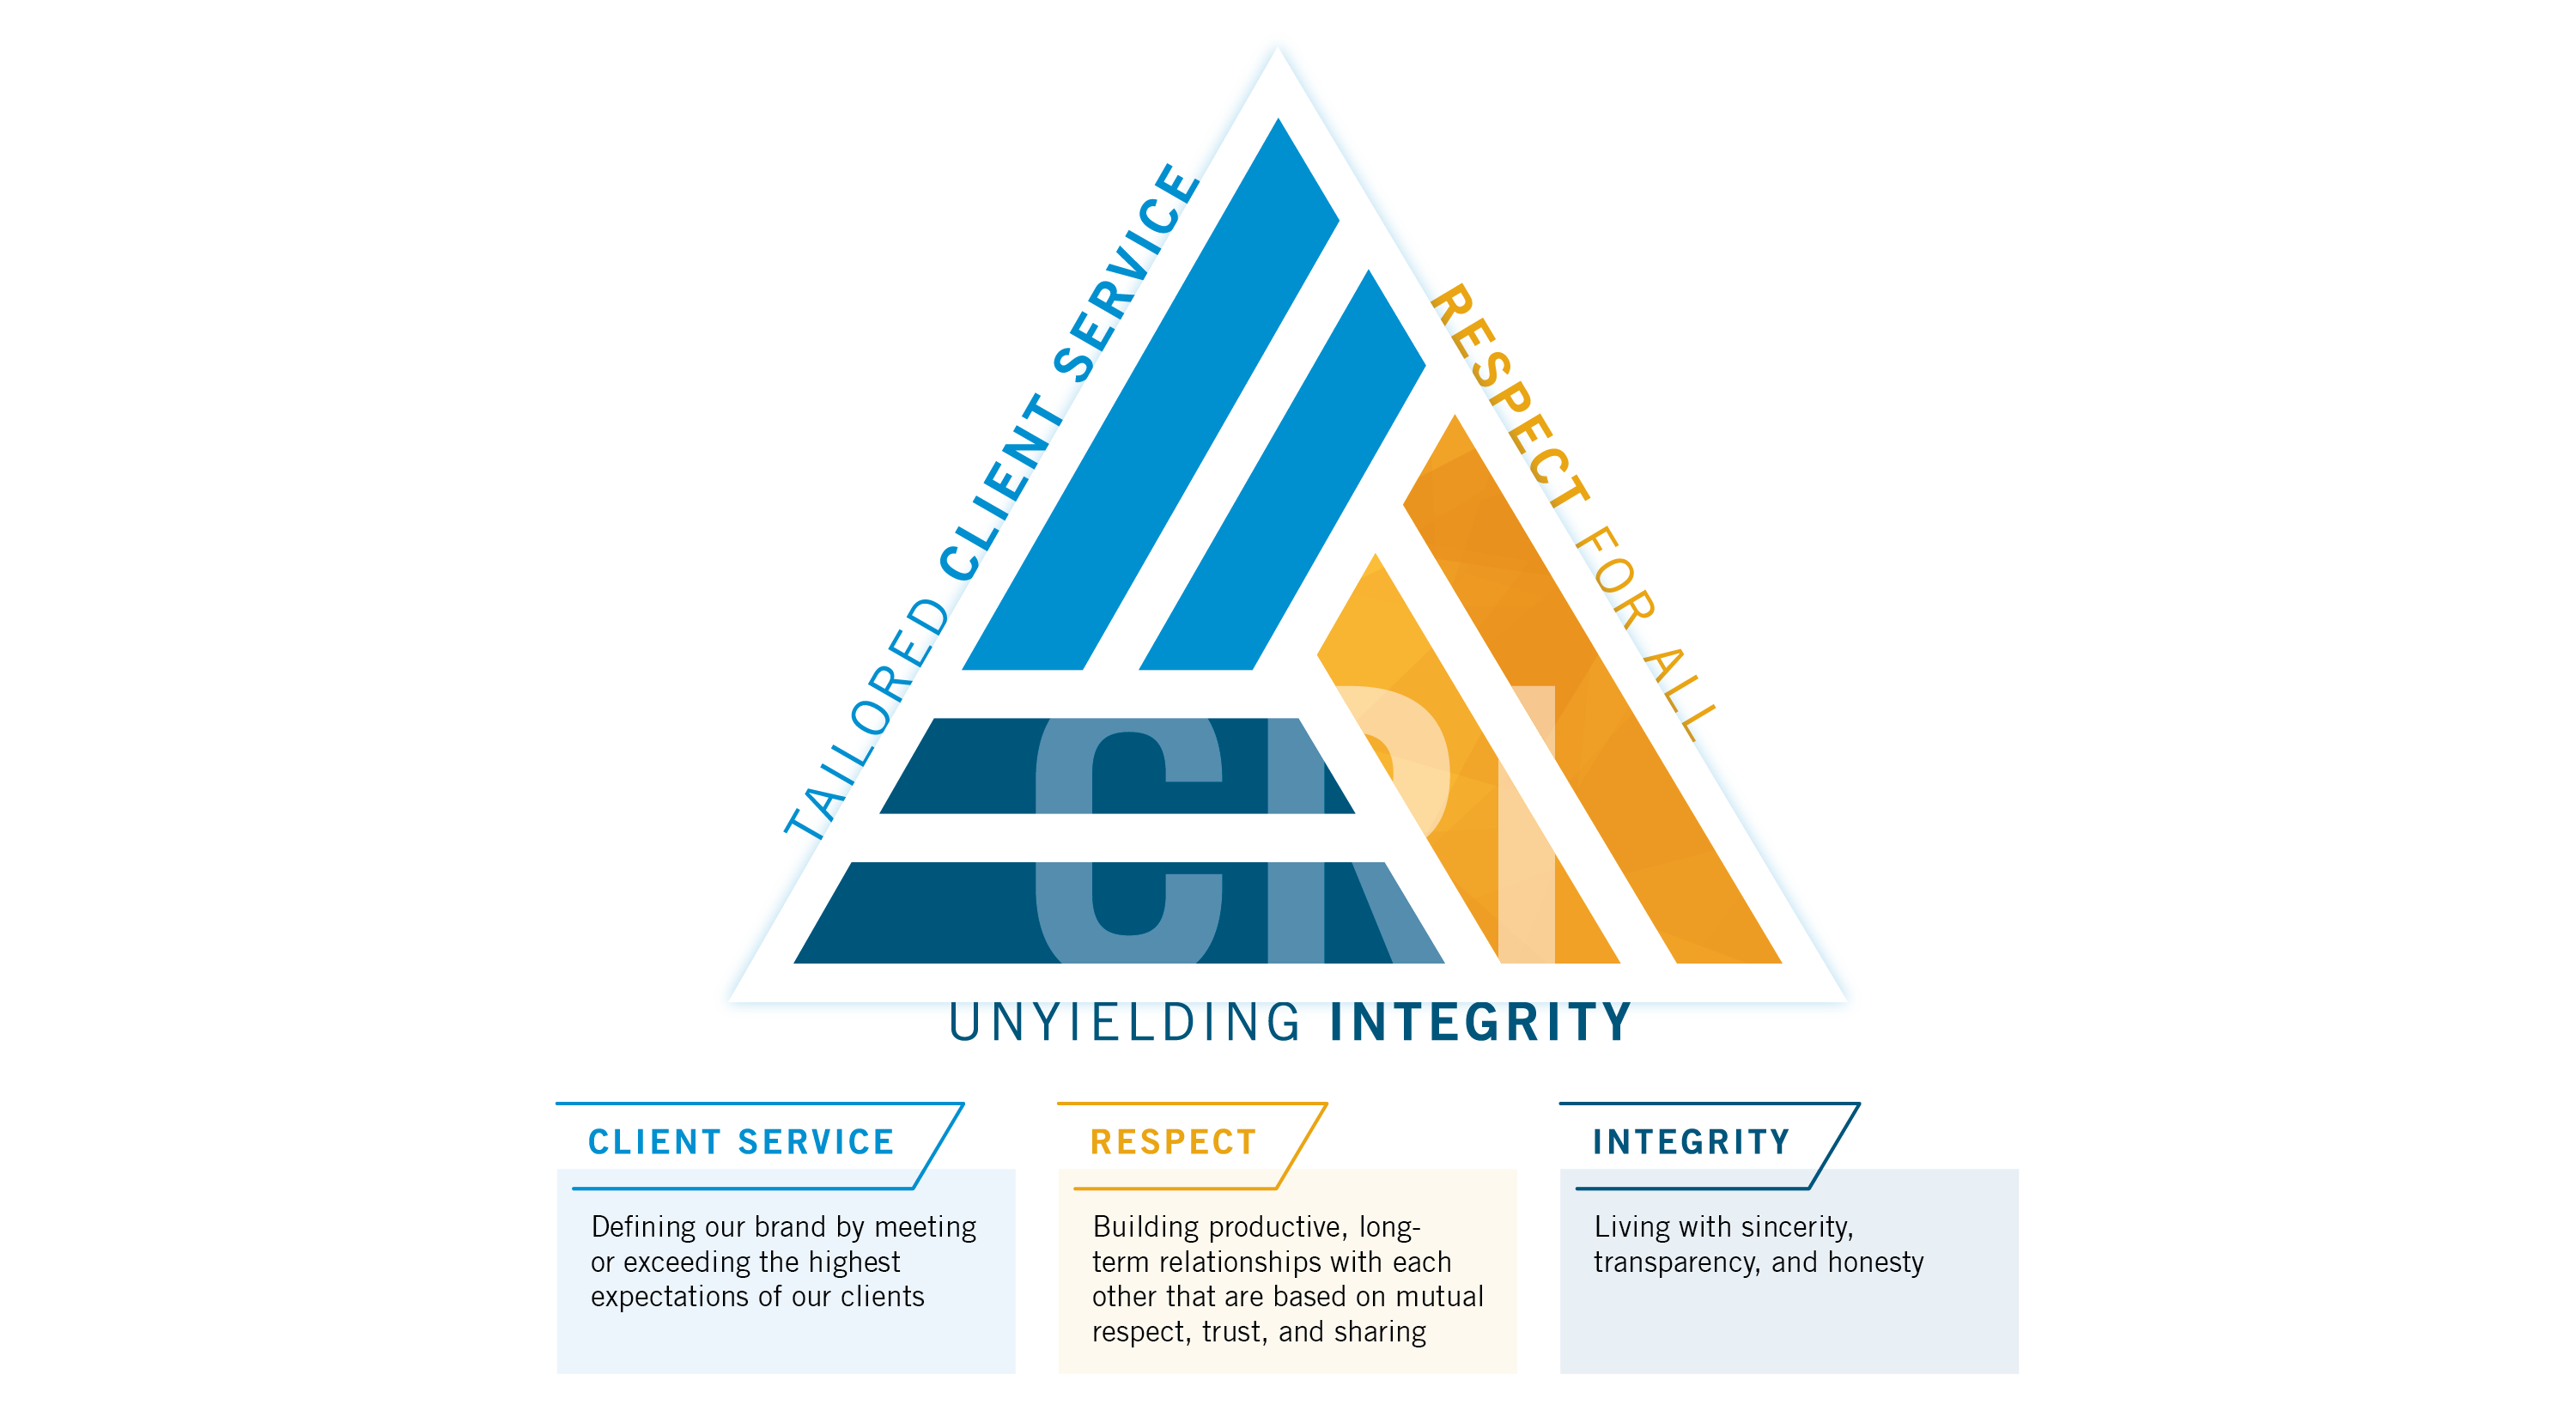 TAILORED CLIENT SERVICE
RESPECT FOR ALL
CRI
UNYIELDING INTEGRITY
CLIENT SERVICE
Defining our brand by meeting
or exceeding the highest
expectations of our clients
RESPECT
Building productive, long-
term relationships with each
other that are based on mutual
respect, trust, and sharing
INTEGRITY
Living with sincerity,
transparency, and honesty